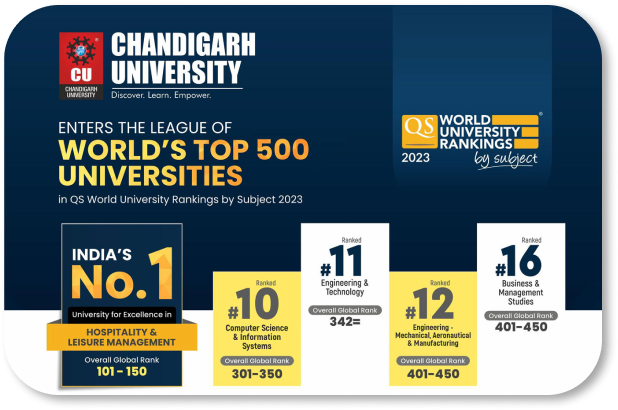 CU
CHANDIGARH
UNIVERSITY
CHANDIGARH
UNIVERSITY
Discover. Learn. Empower.
ENTERS THE LEAGUE OF
WORLD'S TOP 500
UNIVERSITIES
in QS World University Rankings by Subject 2023
QS WORLD
UNIVERSITY
RANKINGS
2023 by subject
INDIA'S
No.1
University for Excellence in
HOSPITALITY &
LEISURE MANAGEMENT
Overall Global Rank
101 - 150
Ranked
#10
Computer Science
& Information
Systems
Overall Global Rank
301-350
Ranked
#11
Engineering &
Technology
Overall Global Rank
342=
Ranked
#12
Engineering -
Mechanical, Aeronautical
& Manufacturing
Overall Global Rank
401-450
Ranked
#16
Business &
Management
Studies
Overall Global Rank
401-450